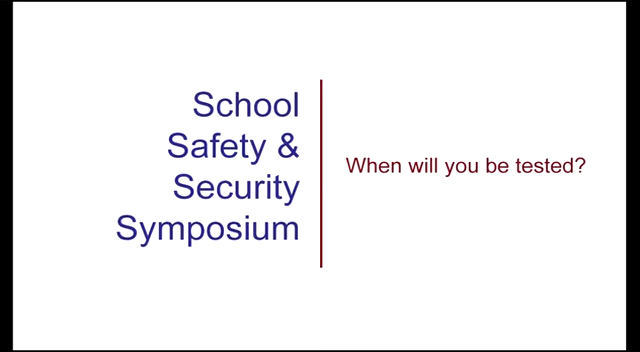 School
Safety &
Security
Symposium
When will you be tested?